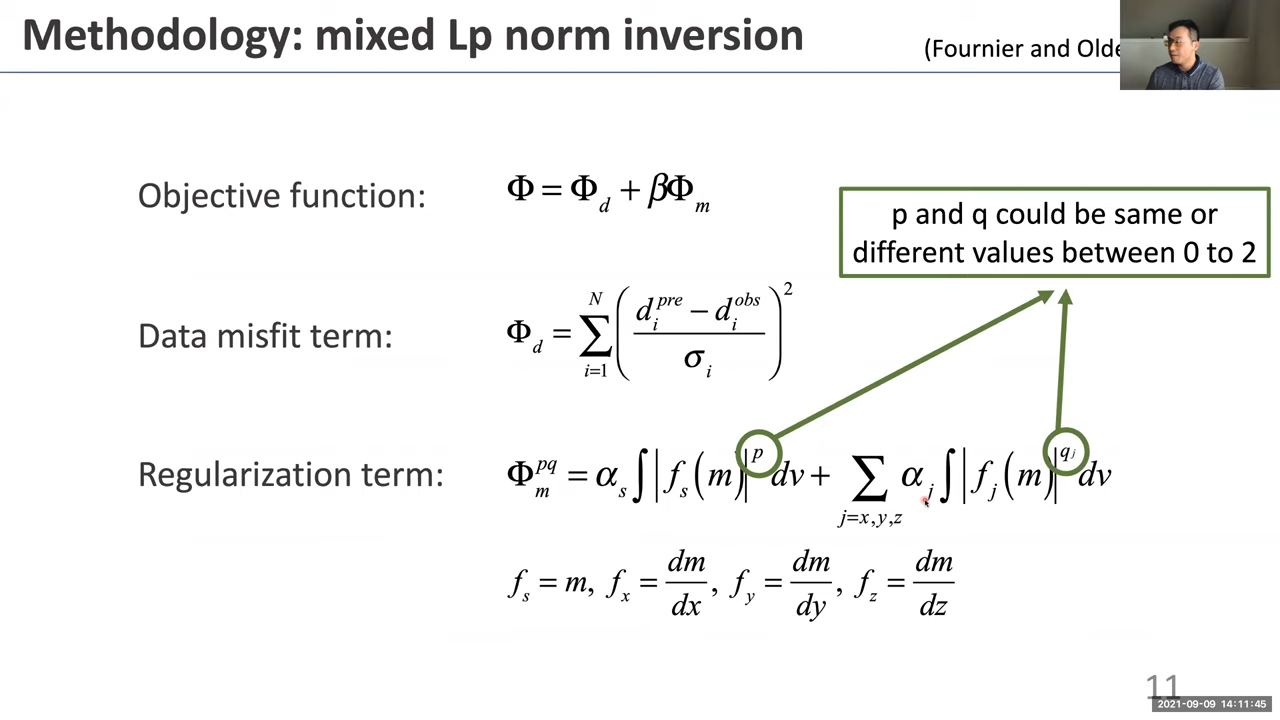 Methodology: mixed Lp norm inversion
(Fournier and Olde
Objective function: Φ = Φ_d + βΦ_m
p and q could be same or
different values between 0 to 2
Data misfit term: Φ_d = ∑_{i=1}^{N} ( (d_i^{pre} − d_i^{obs}) / σ_i )^2
Regularization term: Φ_m^{pq} = α_s ∫ | f_s (m) |^p dv + ∑_{j=x,y,z} α_j ∫ | f_j (m) |^{q_j} dv
f_s = m, f_x = dm/dx, f_y = dm/dy, f_z = dm/dz
11
2021-09-09 14:11:45